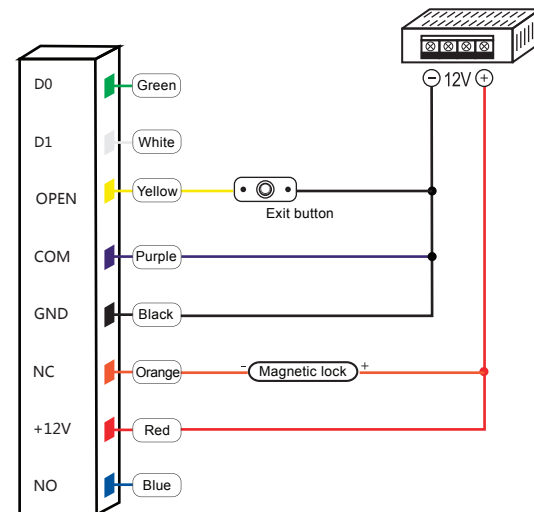 12V
D0 Green
D1 White
OPEN Yellow
Exit button
COM Purple
GND Black
NC Orange - Magnetic lock +
+12V Red
NO Blue